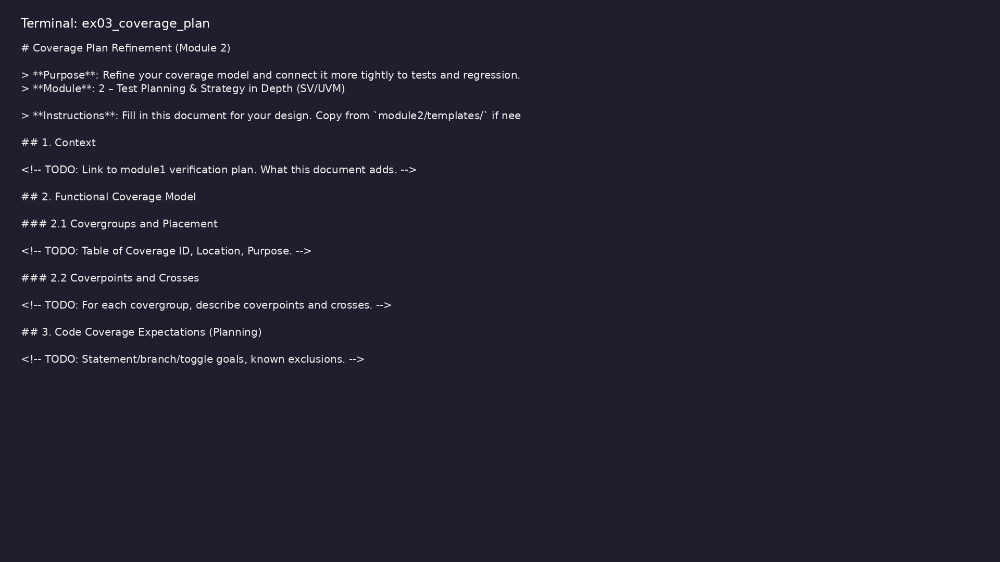 Terminal: ex03_coverage_plan
# Coverage Plan Refinement (Module 2)
> **Purpose**: Refine your coverage model and connect it more tightly to tests and regression.
> **Module**: 2 – Test Planning & Strategy in Depth (SV/UVM)
> **Instructions**: Fill in this document for your design. Copy from `module2/templates/` if nee
## 1. Context
<!-- TODO: Link to module1 verification plan. What this document adds. -->
## 2. Functional Coverage Model
### 2.1 Covergroups and Placement
<!-- TODO: Table of Coverage ID, Location, Purpose. -->
### 2.2 Coverpoints and Crosses
<!-- TODO: For each covergroup, describe coverpoints and crosses. -->
## 3. Code Coverage Expectations (Planning)
<!-- TODO: Statement/branch/toggle goals, known exclusions. -->